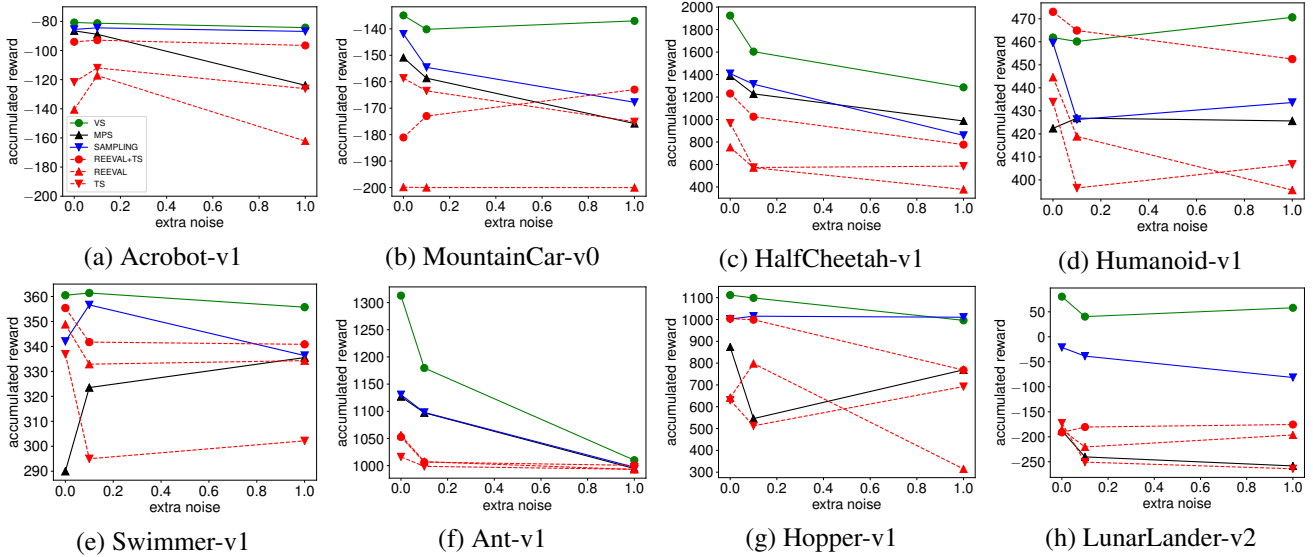 −80
−100
−120
−140
−160
−180
−200
accumulated reward
0.0 0.2 0.4 0.6 0.8 1.0
extra noise
VS
MPS
SAMPLING
REEVAL+TS
REEVAL
TS
(a) Acrobot-v1
−140
−150
−160
−170
−180
−190
−200
accumulated reward
0.0 0.2 0.4 0.6 0.8 1.0
extra noise
(b) MountainCar-v0
2000
1800
1600
1400
1200
1000
800
600
400
accumulated reward
0.0 0.2 0.4 0.6 0.8 1.0
extra noise
(c) HalfCheetah-v1
470
460
450
440
430
420
410
400
accumulated reward
0.0 0.2 0.4 0.6 0.8 1.0
extra noise
(d) Humanoid-v1
360
350
340
330
320
310
300
290
accumulated reward
0.0 0.2 0.4 0.6 0.8 1.0
extra noise
(e) Swimmer-v1
1300
1250
1200
1150
1100
1050
1000
accumulated reward
0.0 0.2 0.4 0.6 0.8 1.0
extra noise
(f) Ant-v1
1100
1000
900
800
700
600
500
400
300
accumulated reward
0.0 0.2 0.4 0.6 0.8 1.0
extra noise
(g) Hopper-v1
50
0
−50
−100
−150
−200
−250
accumulated reward
0.0 0.2 0.4 0.6 0.8 1.0
extra noise
(h) LunarLander-v2